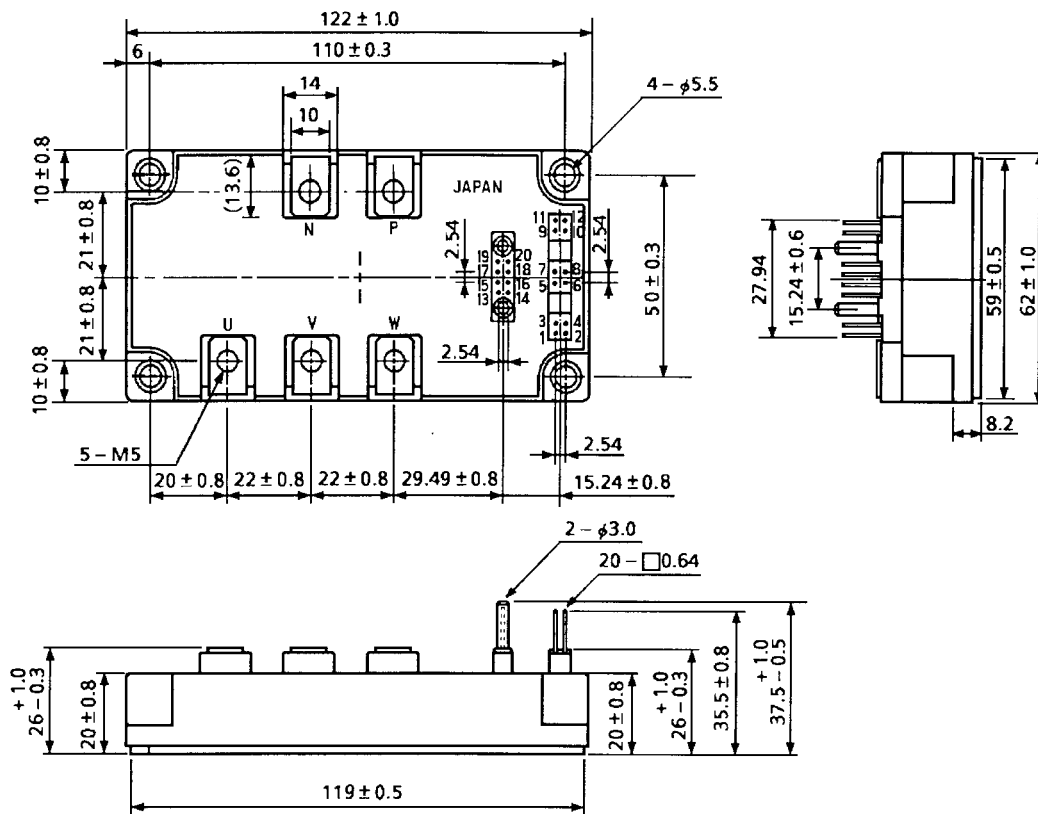 122 ± 1.0
6
110 ± 0.3
14
10
4 – φ5.5
10 ± 0.8
(13.6)
JAPAN
N
P
21 ± 0.8
2.54
11 12
9 10
2.54
19 20
17 18
15 16
13 14
7 8
5 6
3 4
1 2
50 ± 0.3
27.94
15.24 ± 0.6
59 ± 0.5
62 ± 1.0
21 ± 0.8
U
V
W
2.54
10 ± 0.8
8.2
5 – M5
2.54
20 ± 0.8
22 ± 0.8
22 ± 0.8
29.49 ± 0.8
15.24 ± 0.8
2 – φ3.0
20 – □0.64
+ 1.0
26 – 0.3
20 ± 0.8
20 ± 0.8
+ 1.0
26 – 0.3
35.5 ± 0.8
+ 1.0
37.5 – 0.5
119 ± 0.5